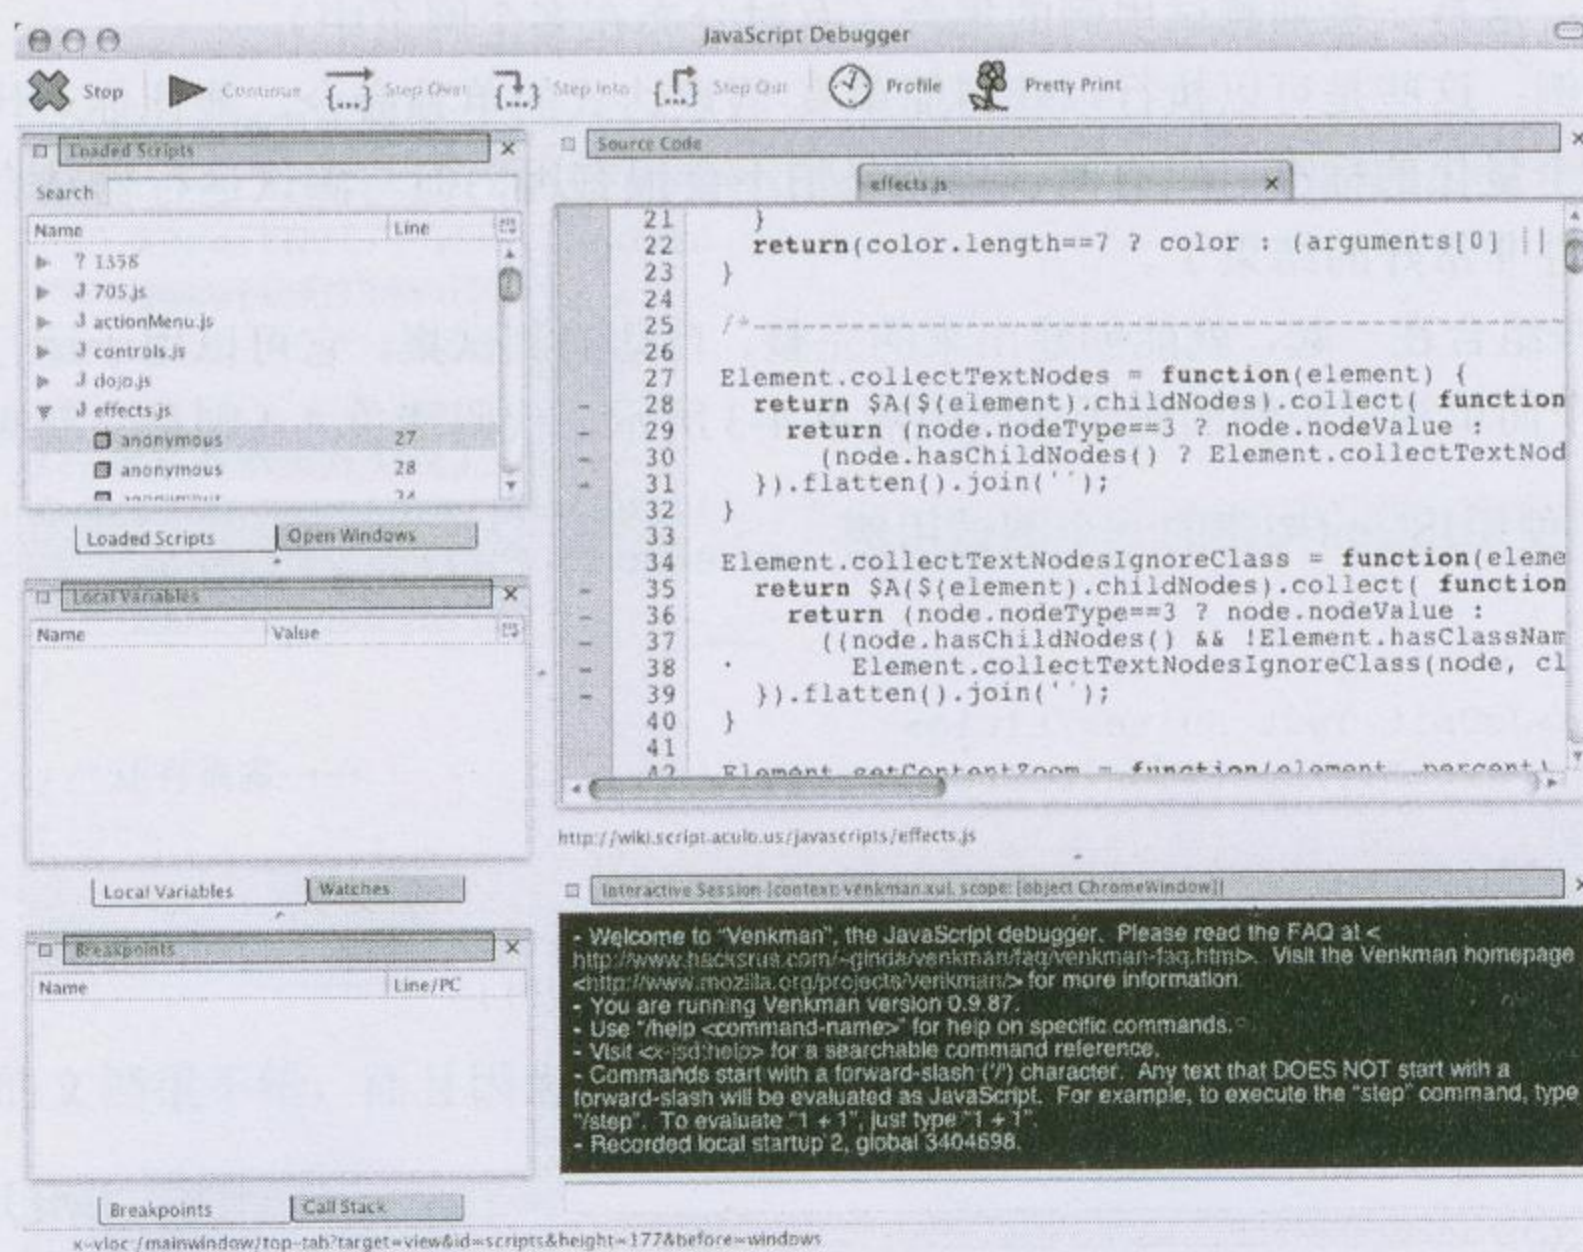 JavaScript Debugger
Stop Continue Step Over Step Into Step Out Profile Pretty Print
Loaded Scripts
Search
Name Line
? 1358
J 705.js
J actionMenu.js
J controls.js
J dojo.js
J effects.js
anonymous 27
anonymous 28
anonymous 34
Loaded Scripts Open Windows
Local Variables
Name Value
Local Variables Watches
Breakpoints
Name Line/PC
Breakpoints Call Stack
Source Code
effects.js
21 }
22 return(color.length==7 ? color : (arguments[0] ||
23 }
24
25 /*------------------------------------------------
26
27 Element.collectTextNodes = function(element) {
28 return $A($(element).childNodes).collect( function
29 return (node.nodeType==3 ? node.nodeValue :
30 (node.hasChildNodes() ? Element.collectTextNod
31 }).flatten().join('');
32 }
33
34 Element.collectTextNodesIgnoreClass = function(eleme
35 return $A($(element).childNodes).collect( function
36 return (node.nodeType==3 ? node.nodeValue :
37 ((node.hasChildNodes() && !Element.hasClassNam
38 Element.collectTextNodesIgnoreClass(node, cl
39 }).flatten().join('');
40 }
41
42 Element.setContentZoom = function(element, percent)
http://wiki.script.aculo.us/javascripts/effects.js
Interactive Session [context: venkman.xul, scope: [object ChromeWindow]]
- Welcome to "Venkman", the JavaScript debugger. Please read the FAQ at <
http://www.hacksrus.com/~ginda/venkman/faq/venkman-faq.html>. Visit the Venkman homepage
<http://www.mozilla.org/projects/venkman/> for more information.
- You are running Venkman version 0.9.87.
- Use "/help <command-name>" for help on specific commands.
- Visit <x-jsd:help> for a searchable command reference.
- Commands start with a forward-slash ('/') character. Any text that DOES NOT start with a
forward-slash will be evaluated as JavaScript. For example, to execute the "step" command, type
"/step". To evaluate "1 + 1", just type "1 + 1".
- Recorded local startup 2, global 3404698.
x-vloc:/mainwindow/top-tab?target=view&id=scripts&height=177&before=windows